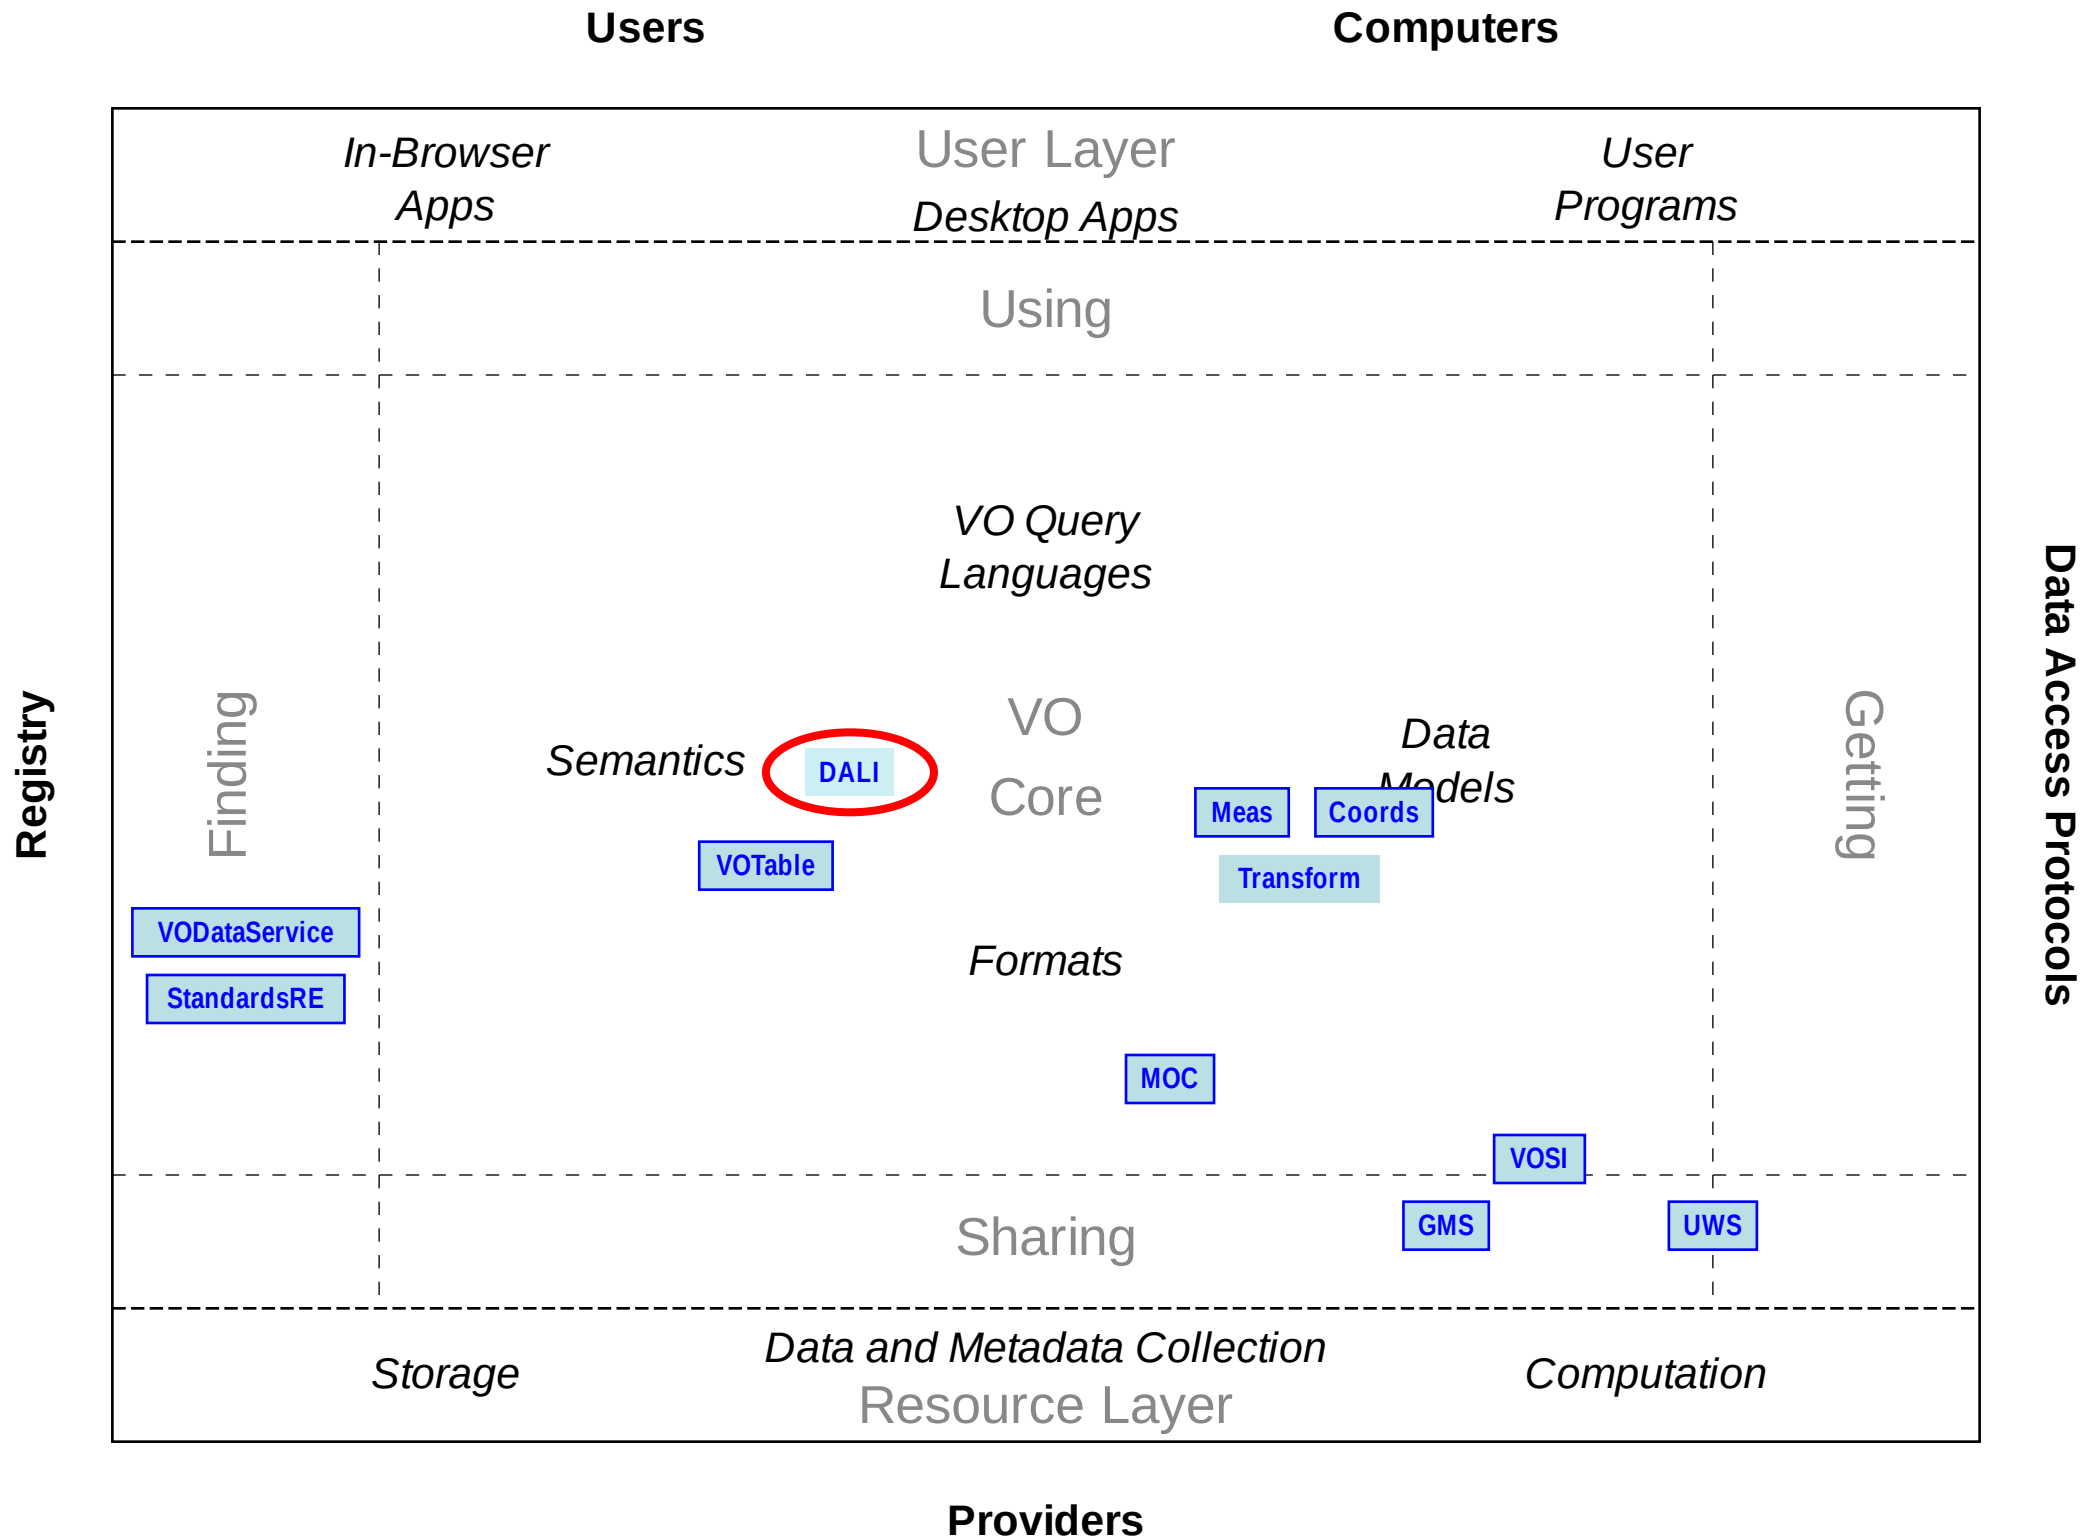 Users
Computers
In-Browser
Apps
User Layer
Desktop Apps
User
Programs
Using
VO Query
Languages
Registry
Finding
Semantics
DALI
VO
Core
Data
Models
Meas
Coords
Transform
VOTable
Getting
Data Access Protocols
VODataService
StandardsRE
Formats
MOC
VOSI
Sharing
GMS
UWS
Storage
Data and Metadata Collection
Resource Layer
Computation
Providers